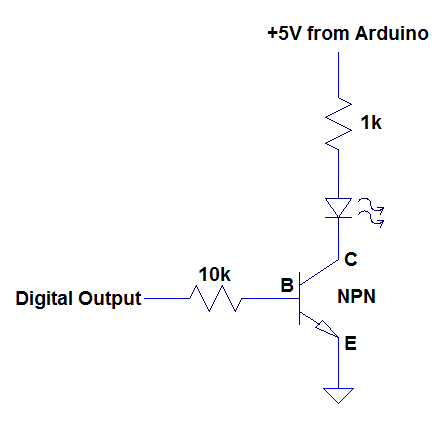 +5V from Arduino
1k
C
10k
B
NPN
Digital Output
E